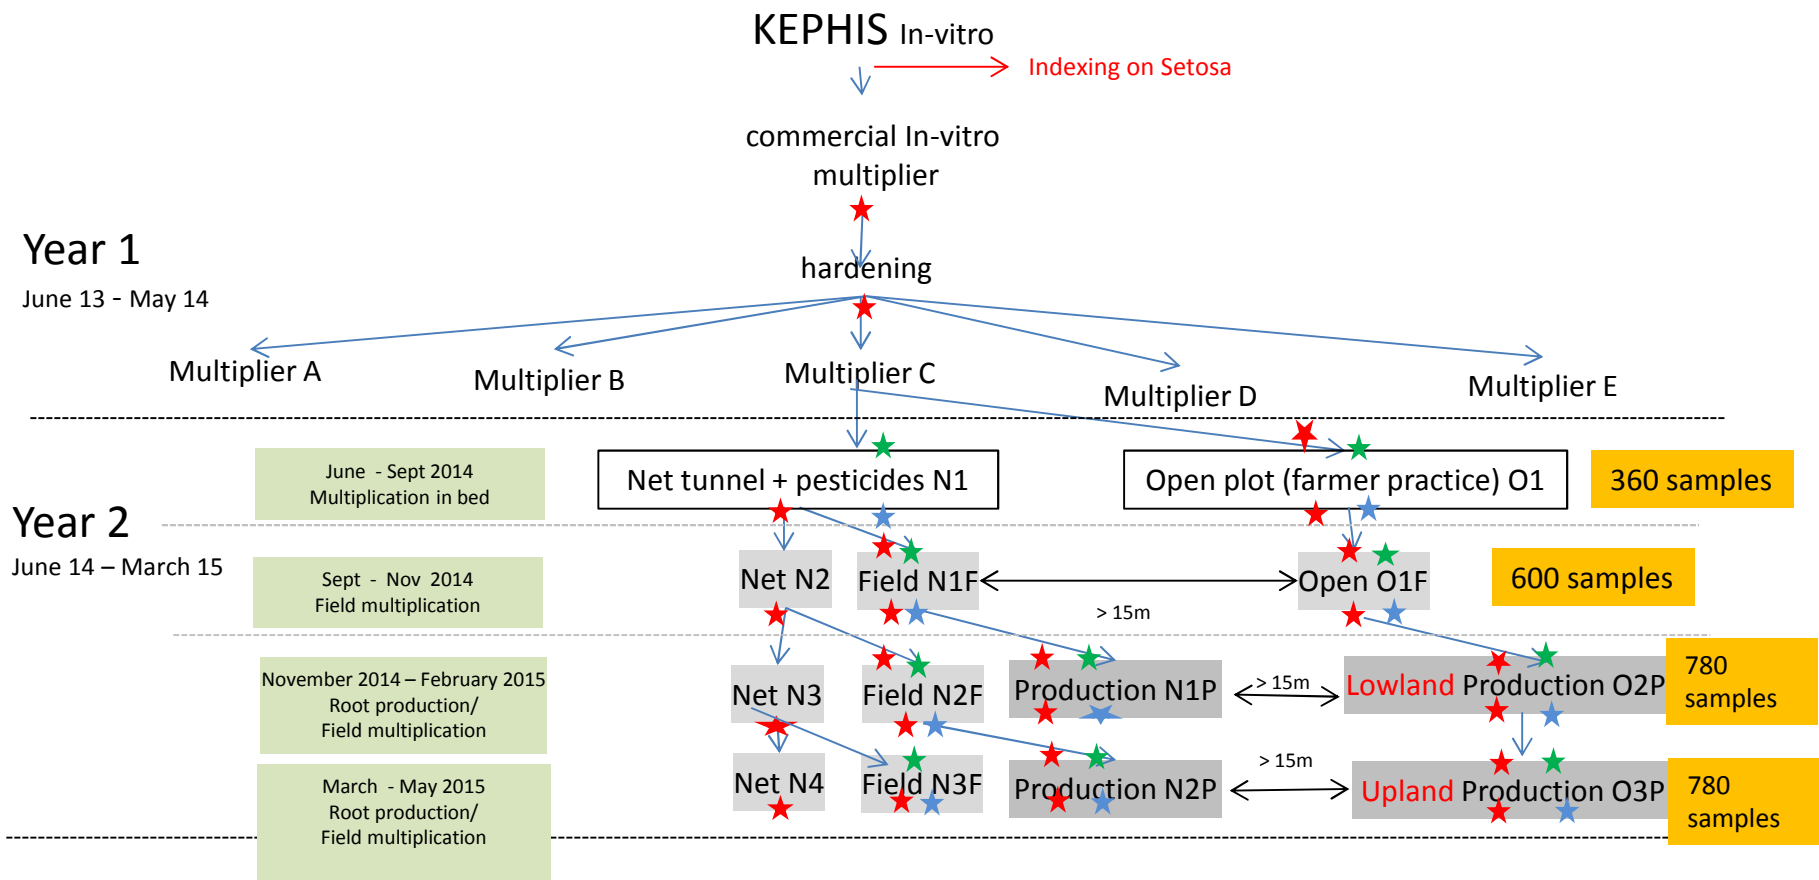 KEPHIS In-vitro
Indexing on Setosa
commercial In-vitro
multiplier
Year 1
June 13 - May 14
hardening
Multiplier A
Multiplier B
Multiplier C
Multiplier D
Multiplier E
June - Sept 2014
Multiplication in bed
Net tunnel + pesticides N1
Open plot (farmer practice) O1
360 samples
Year 2
June 14 – March 15
Sept - Nov 2014
Field multiplication
Net N2
Field N1F
> 15m
Open O1F
600 samples
November 2014 – February 2015
Root production/
Field multiplication
Net N3
Field N2F
Production N1P
> 15m
Lowland Production O2P
780
samples
March - May 2015
Root production/
Field multiplication
Net N4
Field N3F
Production N2P
> 15m
Upland Production O3P
780
samples